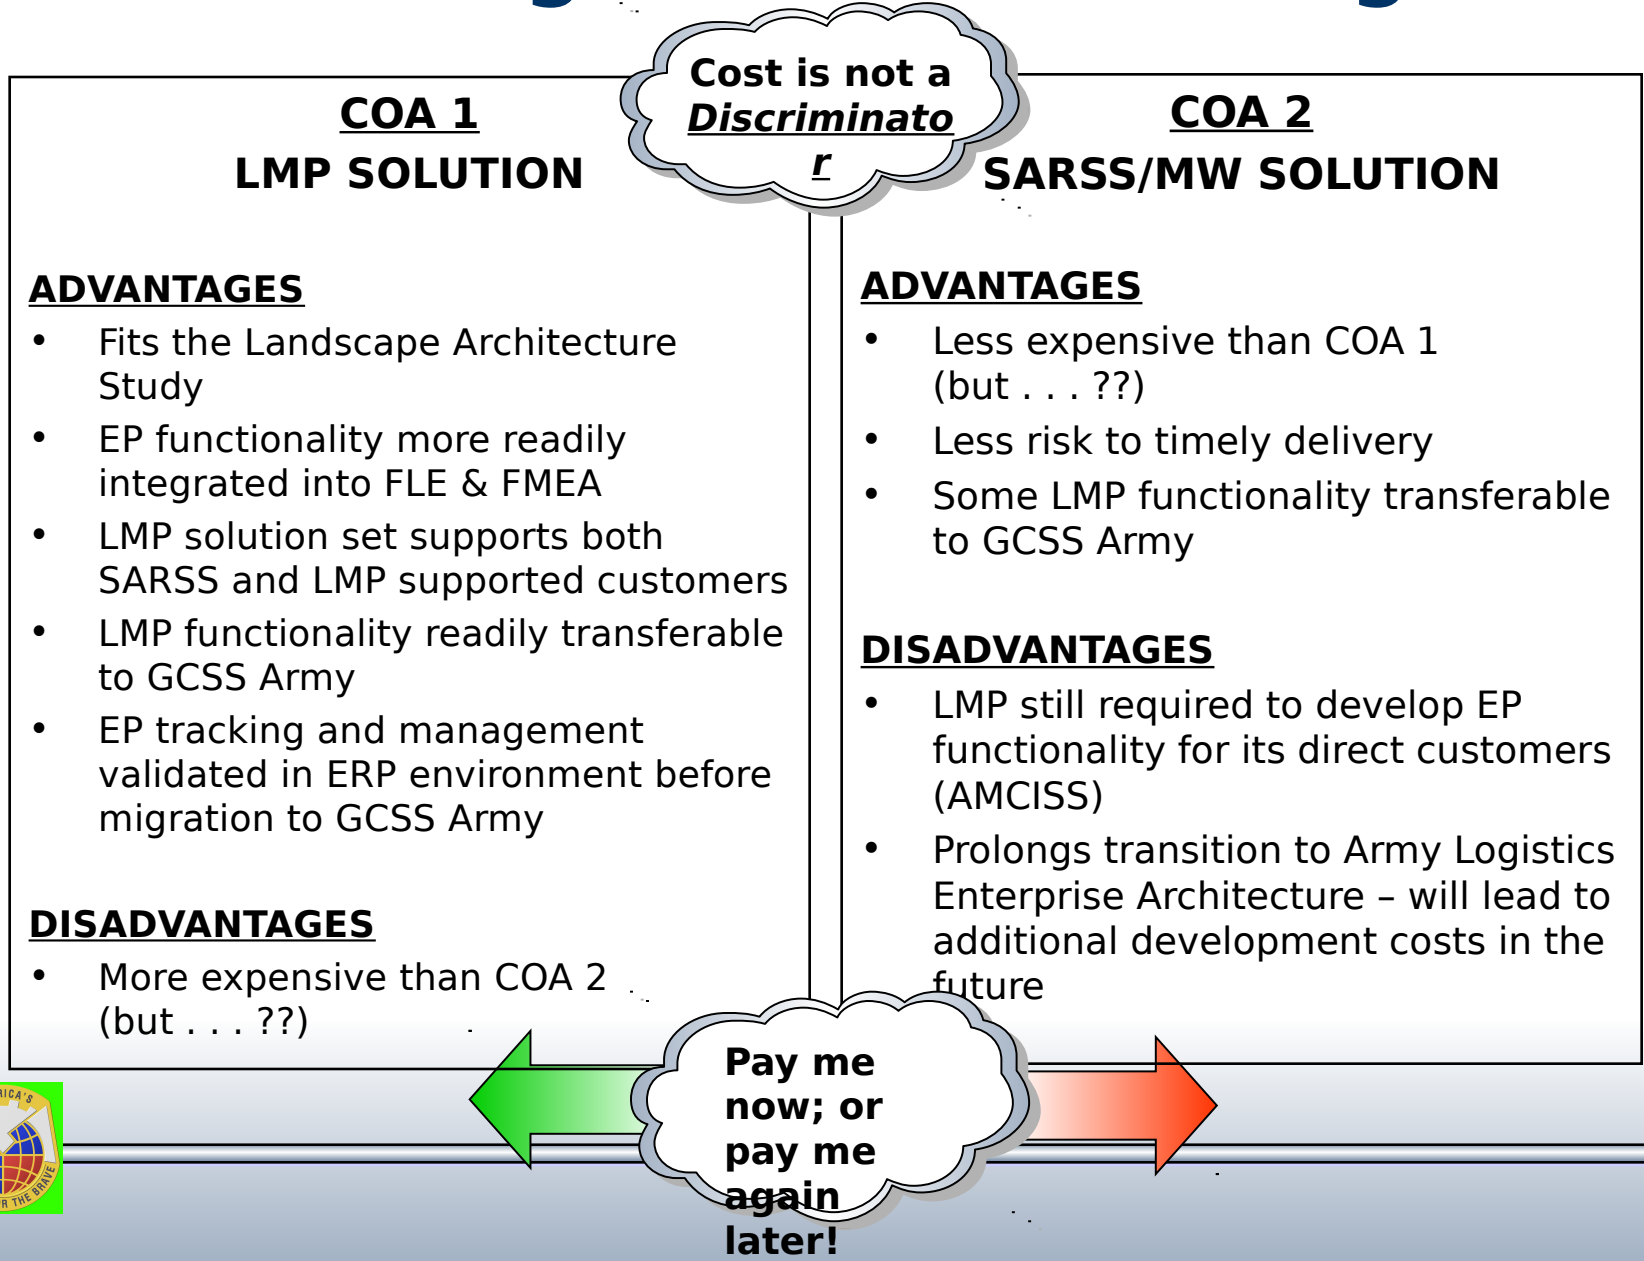 Cost is not a
Discriminato
r
COA 1
LMP SOLUTION
ADVANTAGES
• Fits the Landscape Architecture
Study
• EP functionality more readily
integrated into FLE & FMEA
• LMP solution set supports both
SARSS and LMP supported customers
• LMP functionality readily transferable
to GCSS Army
• EP tracking and management
validated in ERP environment before
migration to GCSS Army
DISADVANTAGES
• More expensive than COA 2
(but . . . ??)
COA 2
SARSS/MW SOLUTION
ADVANTAGES
• Less expensive than COA 1
(but . . . ??)
• Less risk to timely delivery
• Some LMP functionality transferable
to GCSS Army
DISADVANTAGES
• LMP still required to develop EP
functionality for its direct customers
(AMCISS)
• Prolongs transition to Army Logistics
Enterprise Architecture – will lead to
additional development costs in the
future
Pay me
now; or
pay me
again
later!
RICA'S
R THE BRAVE